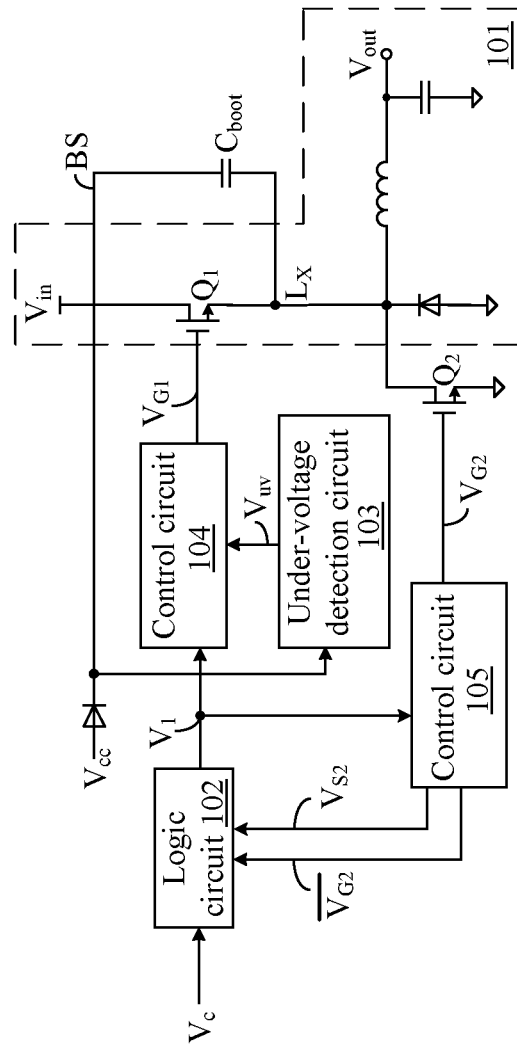 BS
V_in
C_boot
Q_1
V_G1
Control circuit
104
L_X
V_out
101
V_cc
V_1
V_uv
Under-voltage
detection circuit
103
Q_2
V_G2
V_c
Logic
circuit 102
V_S2
V̅_G2
Control circuit
105